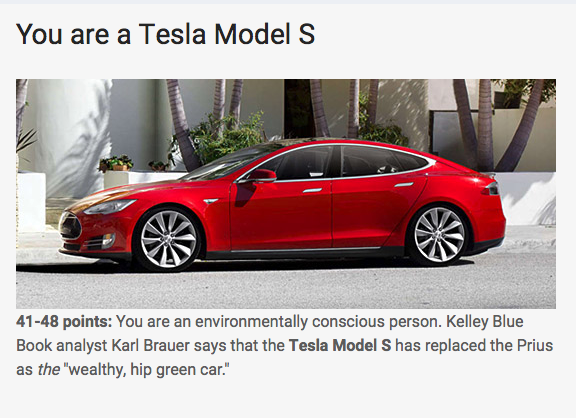 You are a Tesla Model S
41-48 points: You are an environmentally conscious person. Kelley Blue
Book analyst Karl Brauer says that the Tesla Model S has replaced the Prius
as the "wealthy, hip green car."